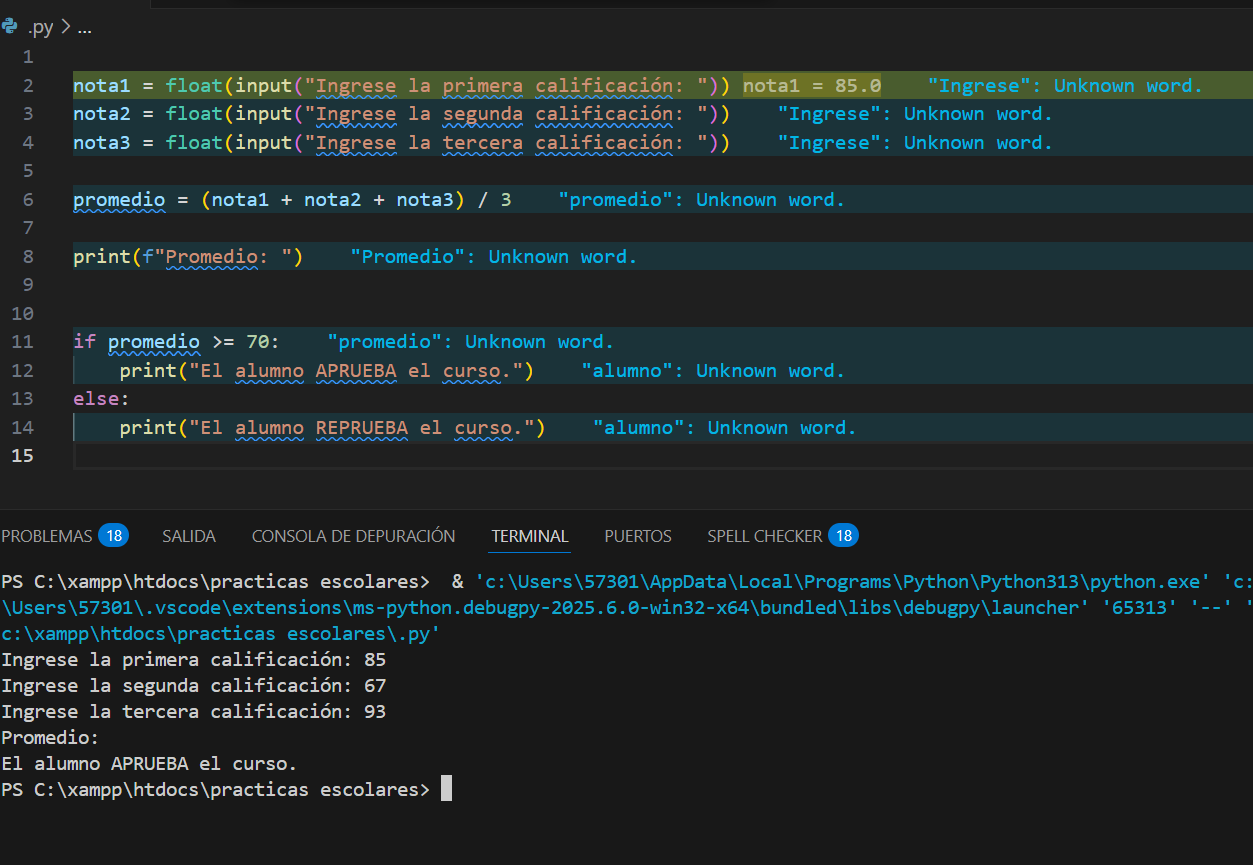 .py > ...
1
2 nota1 = float(input("Ingrese la primera calificación: ")) nota1 = 85.0 "Ingrese": Unknown word.
3 nota2 = float(input("Ingrese la segunda calificación: ")) "Ingrese": Unknown word.
4 nota3 = float(input("Ingrese la tercera calificación: ")) "Ingrese": Unknown word.
5
6 promedio = (nota1 + nota2 + nota3) / 3 "promedio": Unknown word.
7
8 print(f"Promedio: ") "Promedio": Unknown word.
9
10
11 if promedio >= 70: "promedio": Unknown word.
12 print("El alumno APRUEBA el curso.") "alumno": Unknown word.
13 else:
14 print("El alumno REPRUEBA el curso.") "alumno": Unknown word.
15
PROBLEMAS 18 SALIDA CONSOLA DE DEPURACIÓN TERMINAL PUERTOS SPELL CHECKER 18
PS C:\xampp\htdocs\practicas escolares> & 'c:\Users\57301\AppData\Local\Programs\Python\Python313\python.exe' 'c:
\Users\57301\.vscode\extensions\ms-python.debugpy-2025.6.0-win32-x64\bundled\libs\debugpy\launcher' '65313' '--' '
c:\xampp\htdocs\practicas escolares\.py'
Ingrese la primera calificación: 85
Ingrese la segunda calificación: 67
Ingrese la tercera calificación: 93
Promedio:
El alumno APRUEBA el curso.
PS C:\xampp\htdocs\practicas escolares>